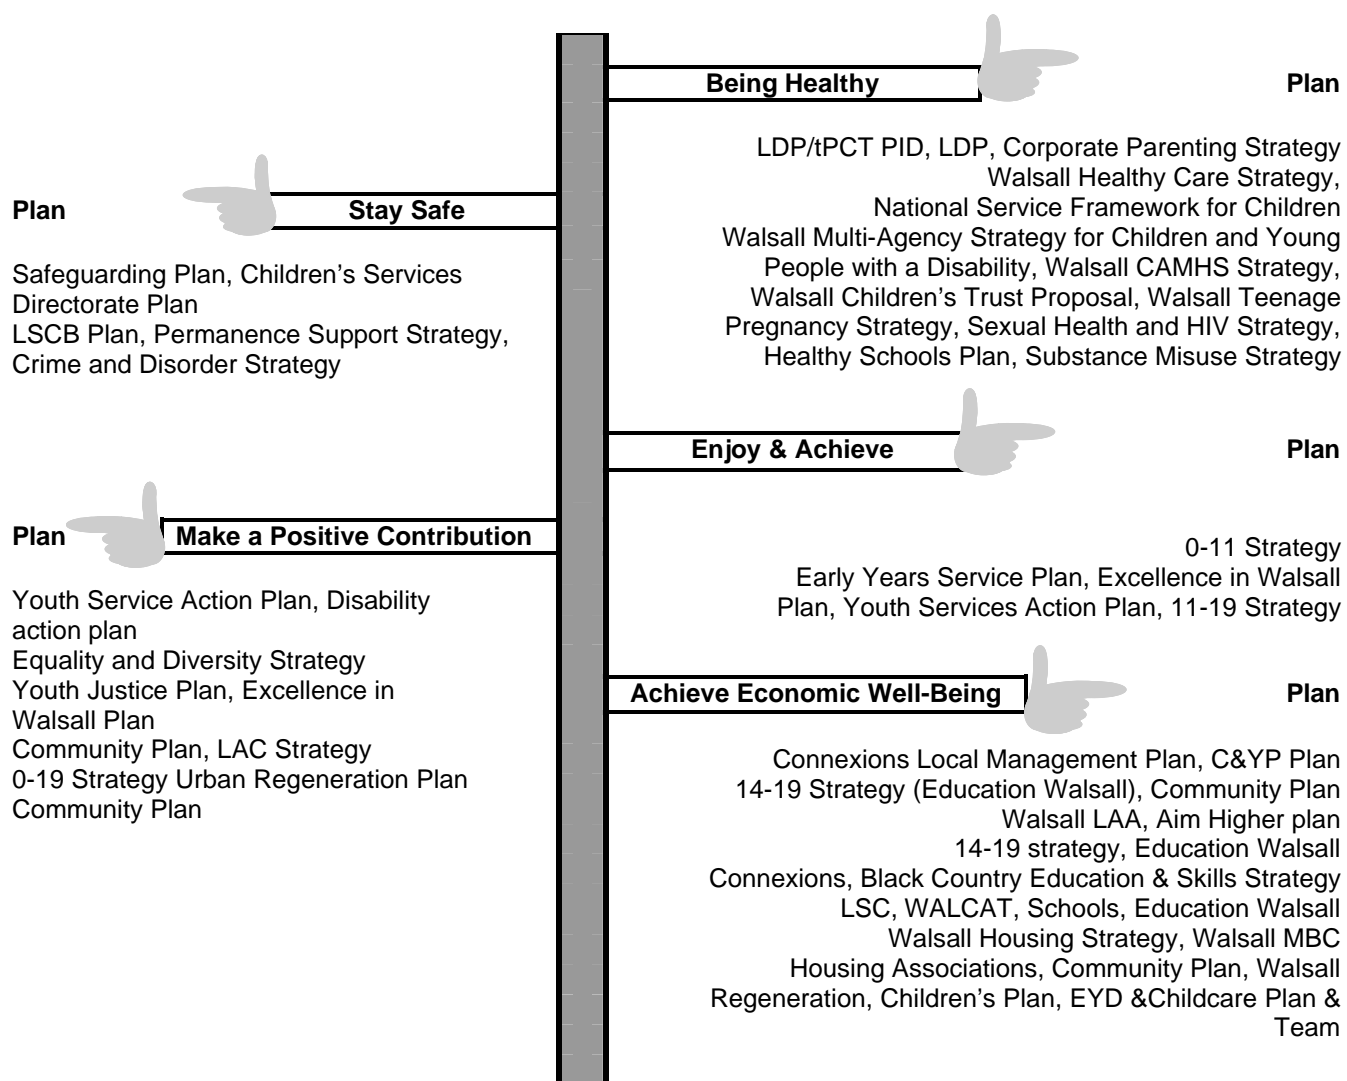 Being Healthy
Plan
LDP/tPCT PID, LDP, Corporate Parenting Strategy
Walsall Healthy Care Strategy,
National Service Framework for Children
Walsall Multi-Agency Strategy for Children and Young
People with a Disability, Walsall CAMHS Strategy,
Walsall Children’s Trust Proposal, Walsall Teenage
Pregnancy Strategy, Sexual Health and HIV Strategy,
Healthy Schools Plan, Substance Misuse Strategy
Plan
Stay Safe
Safeguarding Plan, Children’s Services
Directorate Plan
LSCB Plan, Permanence Support Strategy,
Crime and Disorder Strategy
Enjoy & Achieve
Plan
0-11 Strategy
Early Years Service Plan, Excellence in Walsall
Plan, Youth Services Action Plan, 11-19 Strategy
Plan
Make a Positive Contribution
Youth Service Action Plan, Disability
action plan
Equality and Diversity Strategy
Youth Justice Plan, Excellence in
Walsall Plan
Community Plan, LAC Strategy
0-19 Strategy Urban Regeneration Plan
Community Plan
Achieve Economic Well-Being
Plan
Connexions Local Management Plan, C&YP Plan
14-19 Strategy (Education Walsall), Community Plan
Walsall LAA, Aim Higher plan
14-19 strategy, Education Walsall
Connexions, Black Country Education & Skills Strategy
LSC, WALCAT, Schools, Education Walsall
Walsall Housing Strategy, Walsall MBC
Housing Associations, Community Plan, Walsall
Regeneration, Children’s Plan, EYD &Childcare Plan &
Team